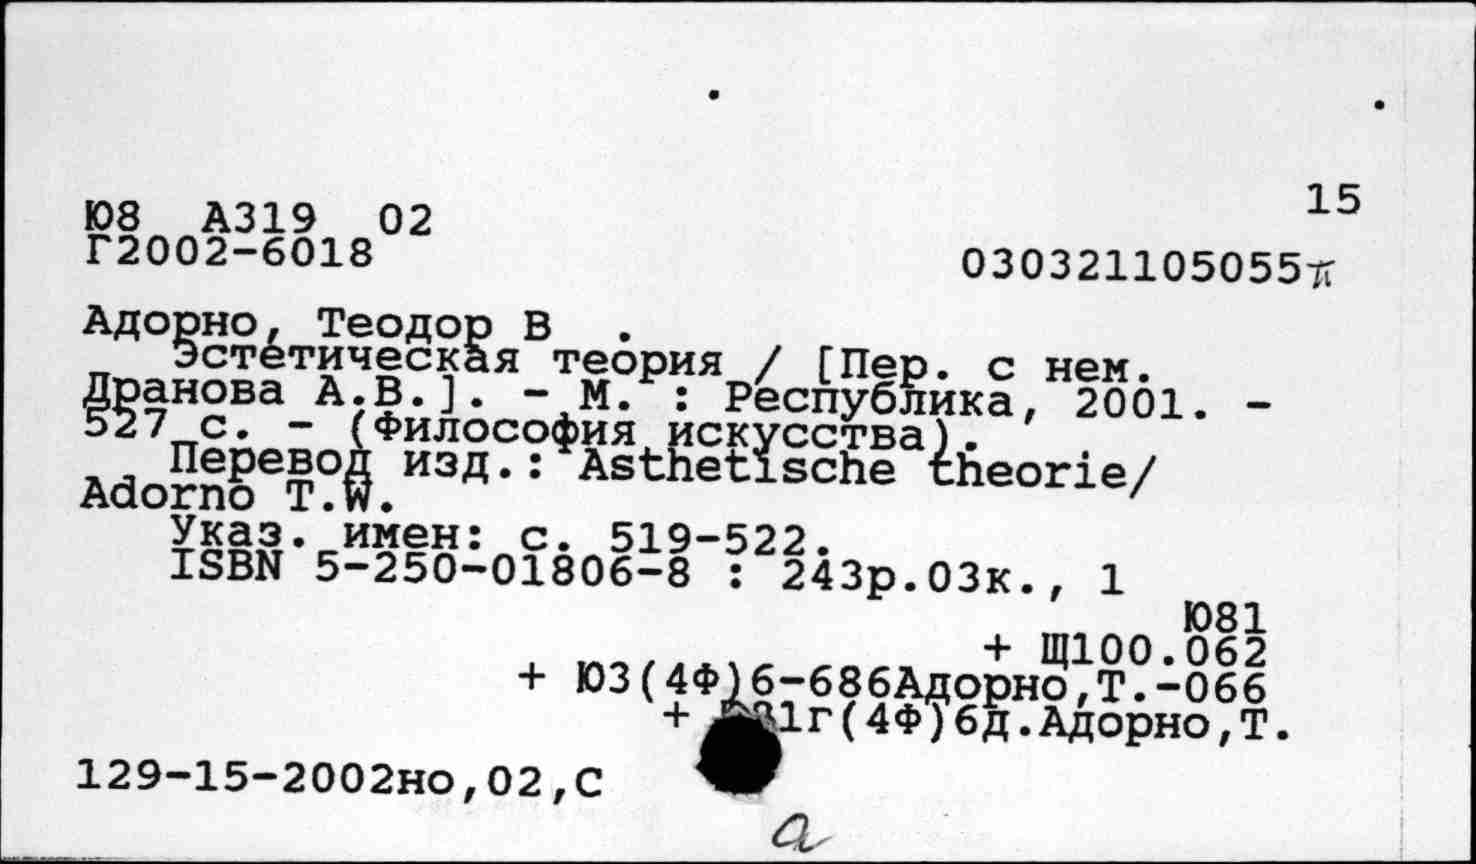 15
Ю8 А319 02
Г2002-6018
030321105055
Адорно, Теодор В .
Эстетическая теория / [Пер. с нем.
Дранова А.В.]. - М. : Республика, 2001. -
527 с. - (Философия искусства).
Перевод изд.: Asthetische theorie/
Adorno T.W.
Указ. имен: с. 519-522.
ISBN 5-250-01806-8 : 243р.03к., 1
Ю81
+ Щ100.062
+ Ю3(4Ф)6-686Адорно,Т.-066
+ 1г(4Ф)6д.Адорно,Т.
129-15-2002но,02,С
а